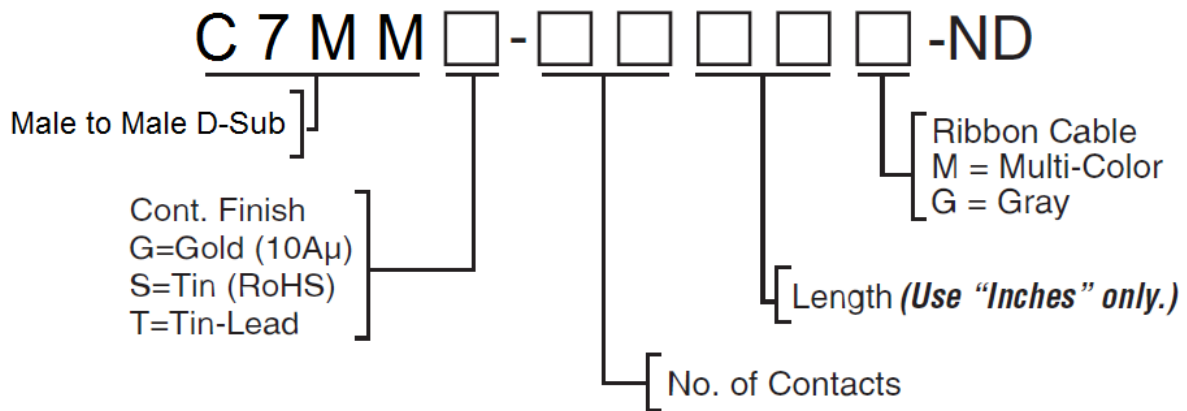 C 7 M M □ - □ □ □ □ □ -ND
Male to Male D-Sub
Ribbon Cable
M = Multi-Color
G = Gray
Cont. Finish
G=Gold (10Aµ)
S=Tin (RoHS)
T=Tin-Lead
Length (Use “Inches” only.)
No. of Contacts